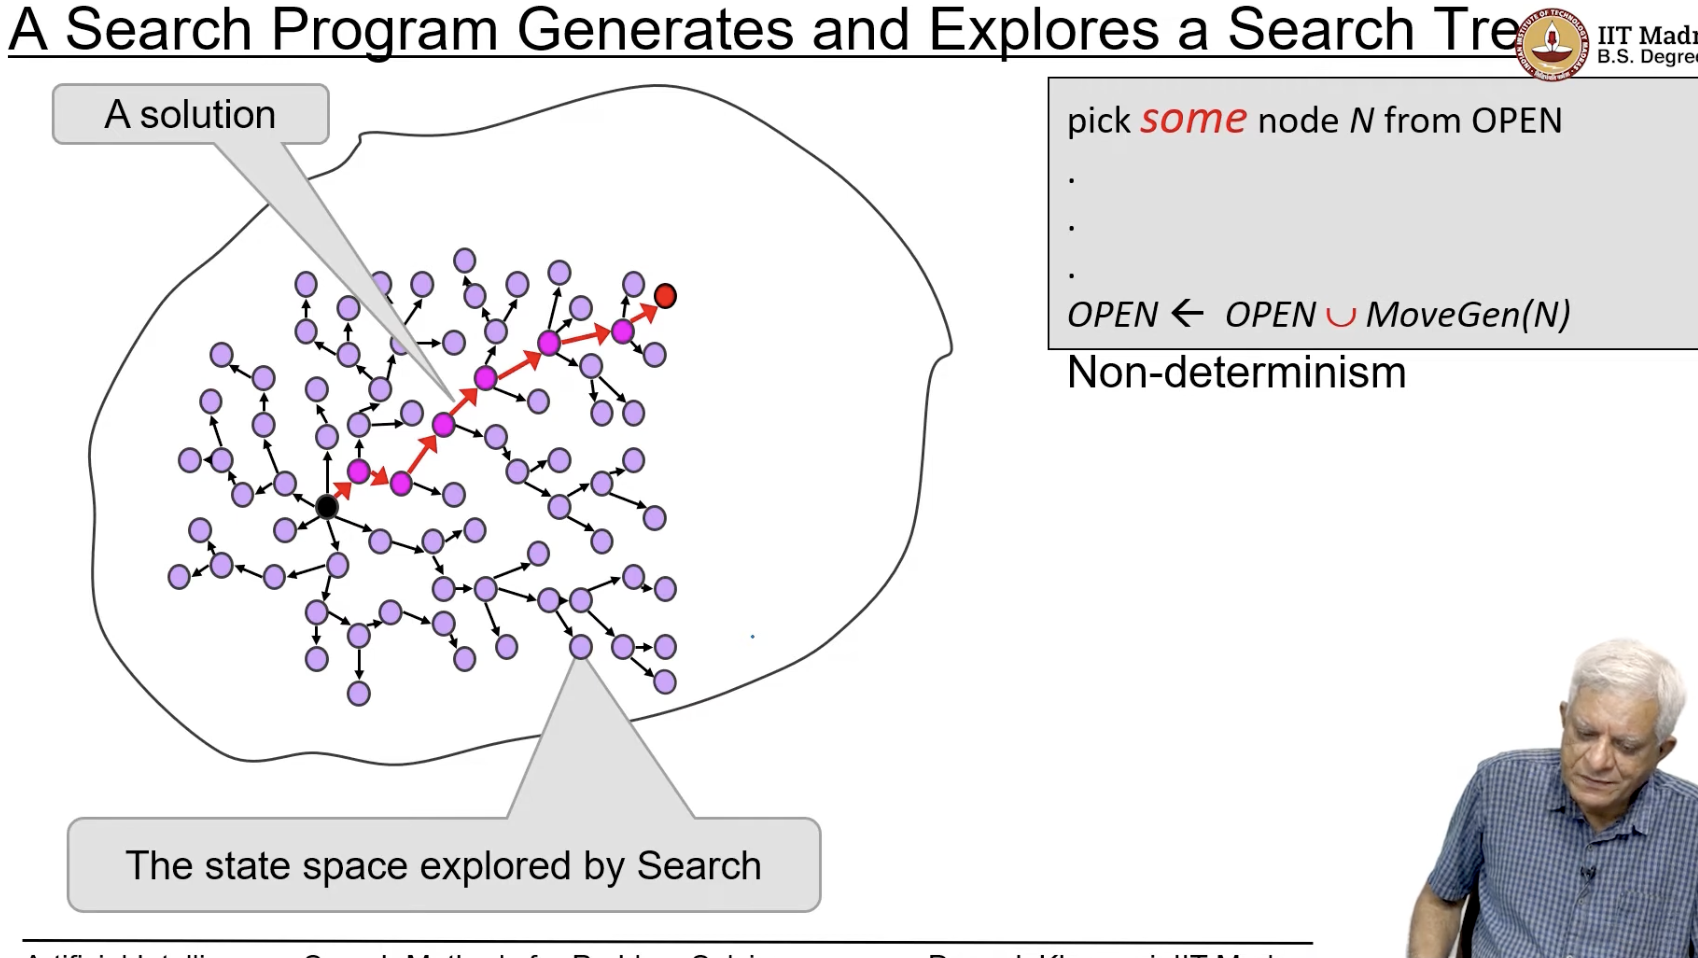 A Search Program Generates and Explores a Search Tre
IIT Madr
B.S. Degre
A solution
pick some node N from OPEN
.
.
.
OPEN ← OPEN ∪ MoveGen(N)
Non-determinism
The state space explored by Search